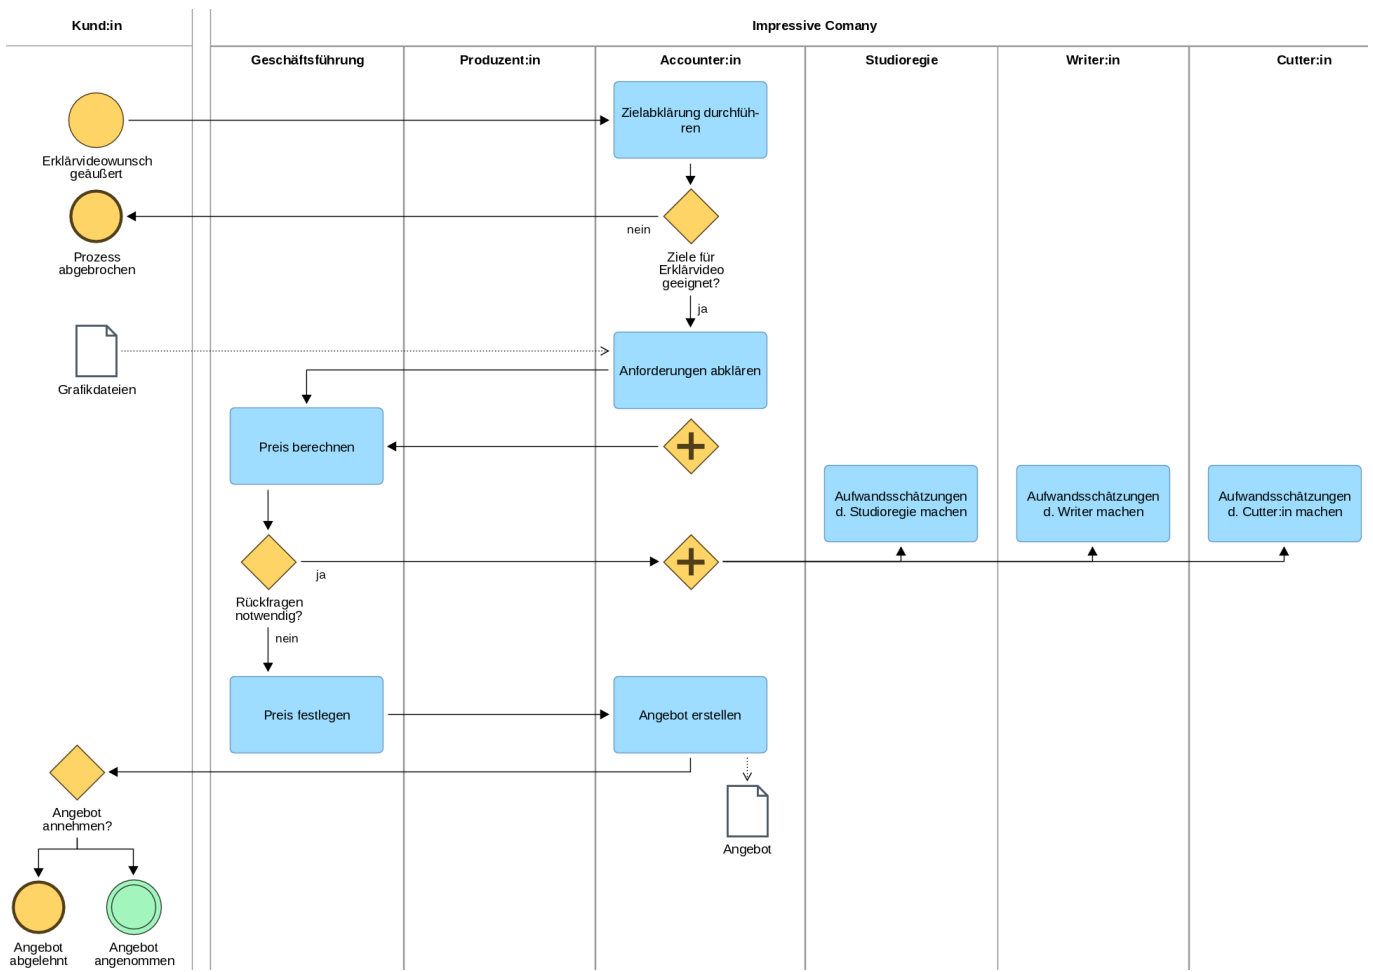 Kund:in
Impressive Comany
Geschäftsführung
Produzent:in
Accounter:in
Studioregie
Writer:in
Cutter:in
Zielabklärung durchfüh-
ren
Erklärvideowunsch
geäußert
nein
Prozess
abgebrochen
Ziele für
Erklärvideo
geeignet?
ja
Grafikdateien
Anforderungen abklären
Preis berechnen
Aufwandsschätzungen
d. Studioregie machen
Aufwandsschätzungen
d. Writer machen
Aufwandsschätzungen
d. Cutter:in machen
ja
Rückfragen
notwendig?
nein
Preis festlegen
Angebot erstellen
Angebot
annehmen?
Angebot
Angebot
abgelehnt
Angebot
angenommen